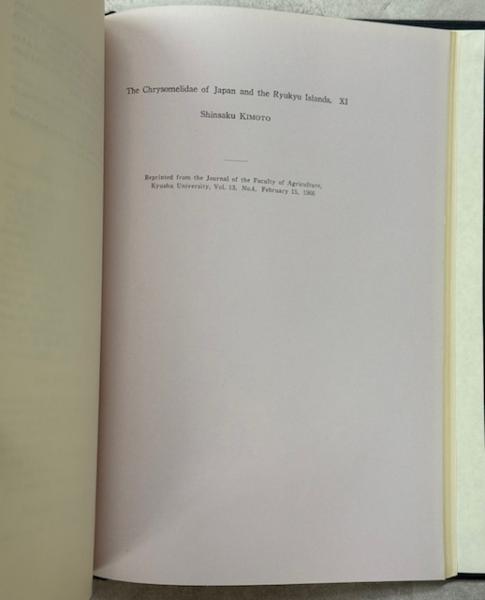 The Chrysomelidae of Japan and the Ryukyu Islands. XI
Shinsaku KIMOTO
Reprinted from the Journal of the Faculty of Agriculture,
Kyushu University, Vol. 13, No.4, February 15, 1966